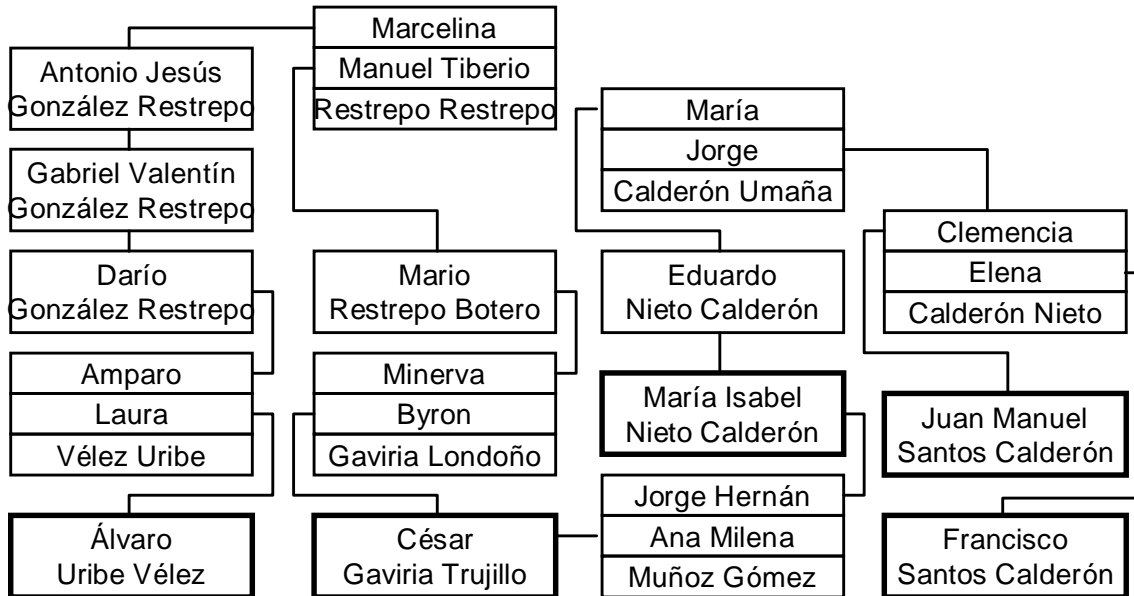 Marcelina
Manuel Tiberio
Restrepo Restrepo
Antonio Jesús
González Restrepo
Gabriel Valentín
González Restrepo
Darío
González Restrepo
Amparo
Laura
Vélez Uribe
Álvaro
Uribe Vélez
Mario
Restrepo Botero
Minerva
Byron
Gaviria Londoño
César
Gaviria Trujillo
María
Jorge
Calderón Umaña
Eduardo
Nieto Calderón
María Isabel
Nieto Calderón
Jorge Hernán
Ana Milena
Muñoz Gómez
Clemencia
Elena
Calderón Nieto
Juan Manuel
Santos Calderón
Francisco
Santos Calderón